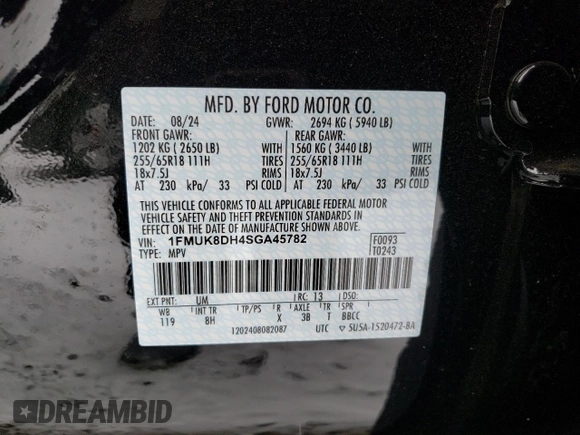 MFD. BY FORD MOTOR CO.
DATE: 08/24 GVWR: 2694 KG ( 5940 LB)
FRONT GAWR: REAR GAWR:
1202 KG ( 2650 LB) 1560 KG ( 3440 LB)
255/65R18 111H TIRES 255/65R18 111H TIRES
18x7.5J RIMS 18x7.5J RIMS
AT 230 kPa/ 33 PSI COLD AT 230 kPa/ 33 PSI COLD
THIS VEHICLE CONFORMS TO ALL APPLICABLE FEDERAL MOTOR
VEHICLE SAFETY AND THEFT PREVENTION STANDARDS IN
EFFECT ON THE DATE OF MANUFACTURE SHOWN ABOVE.
VIN: 1FMUK8DH4SGA45782 F0093
TYPE: MPV T0243
EXT PNT: UM RC: 13 DSO:
WB INT TR TP/PS R AXLE TR SPR
119 8H X 3B T BBCC
1202408082087 UTC SU5A-1520472-BA
DREAMBID